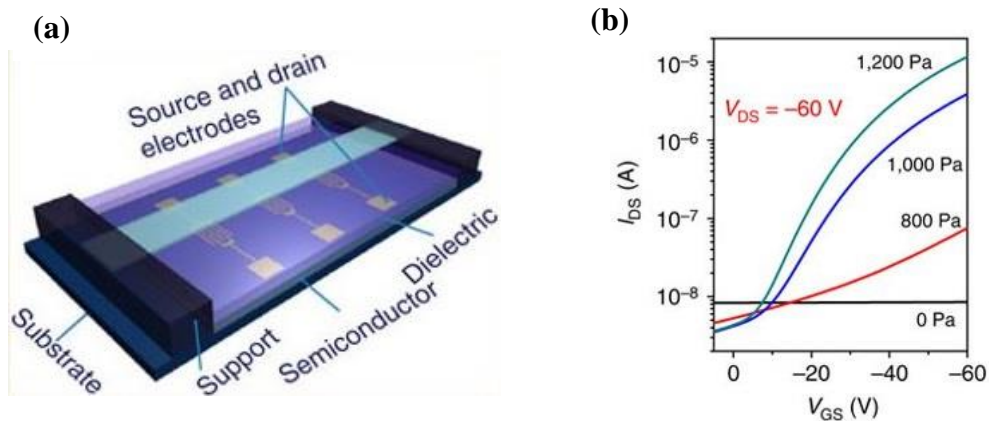 (a)
Source and drain
electrodes
Dielectric
Semiconductor
Support
Substrate
(b)
10⁻⁵
10⁻⁶
10⁻⁷
10⁻⁸
I_DS (A)
V_DS = –60 V
1,200 Pa
1,000 Pa
800 Pa
0 Pa
0
–20
–40
–60
V_GS (V)